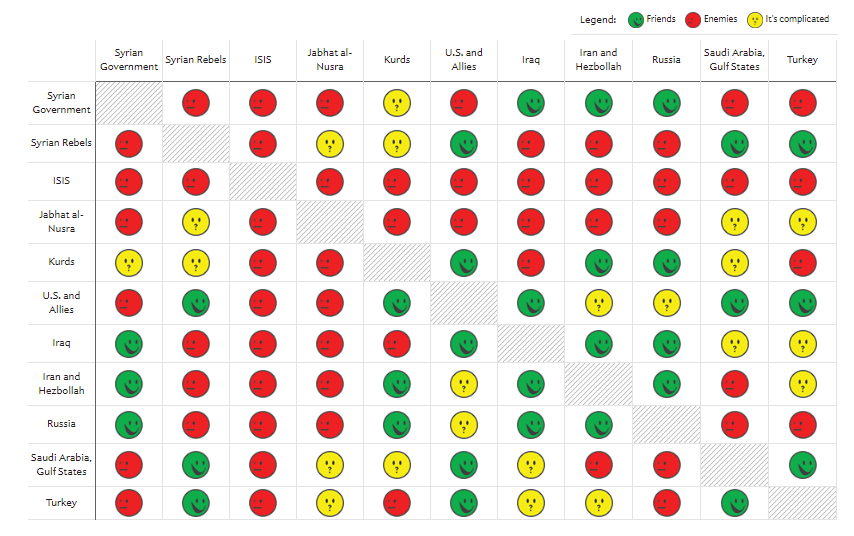 Legend: Friends Enemies It's complicated
Syrian
Government
Syrian Rebels
ISIS
Jabhat al-
Nusra
Kurds
U.S. and
Allies
Iraq
Iran and
Hezbollah
Russia
Saudi Arabia,
Gulf States
Turkey
Syrian
Government
Syrian Rebels
ISIS
Jabhat al-
Nusra
Kurds
U.S. and
Allies
Iraq
Iran and
Hezbollah
Russia
Saudi Arabia,
Gulf States
Turkey